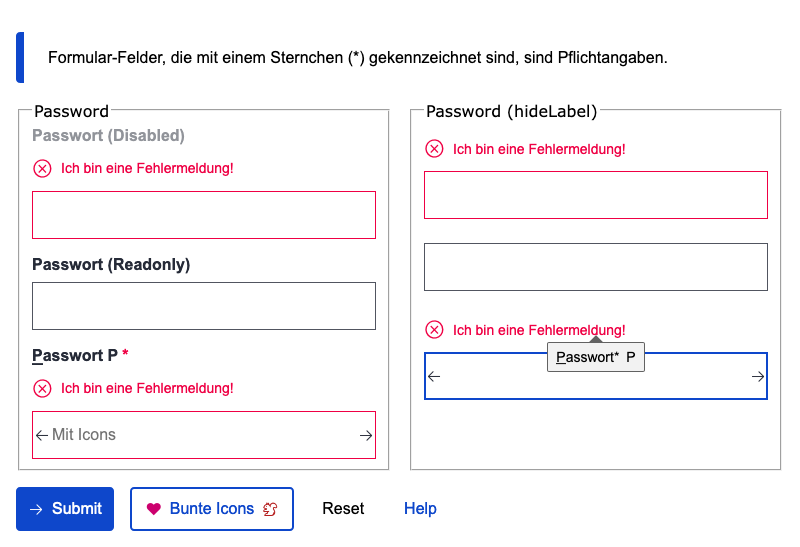 Formular-Felder, die mit einem Sternchen (*) gekennzeichnet sind, sind Pflichtangaben.
Password
Passwort (Disabled)
Ich bin eine Fehlermeldung!
Passwort (Readonly)
Passwort P *
Ich bin eine Fehlermeldung!
Mit Icons
Password (hideLabel)
Ich bin eine Fehlermeldung!
Ich bin eine Fehlermeldung!
Passwort* P
Submit
Bunte Icons
Reset
Help